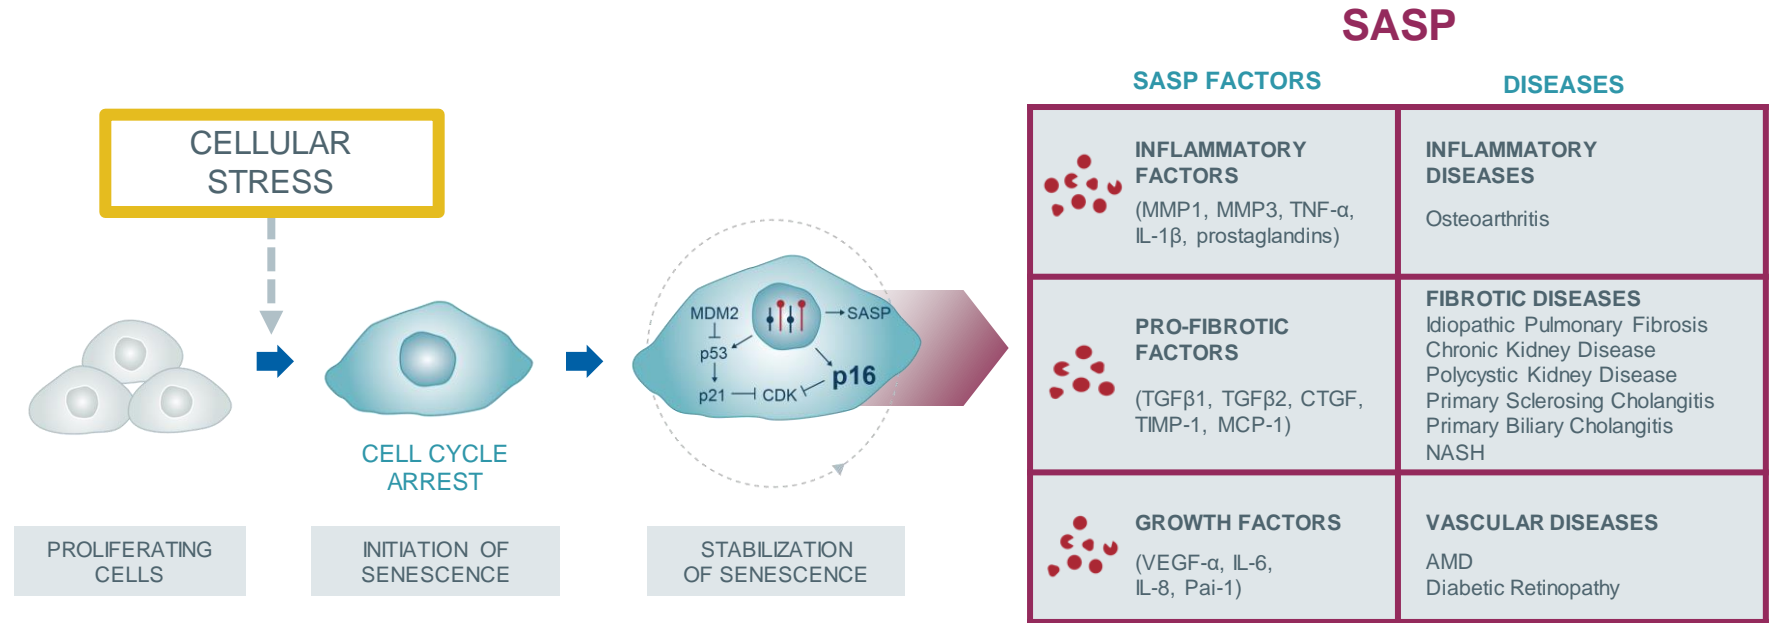 SASP
SASP FACTORS
DISEASES
CELLULAR
STRESS
MDM2
SASP
p53
p16
p21
CDK
CELL CYCLE
ARREST
PROLIFERATING
CELLS
INITIATION OF
SENESCENCE
STABILIZATION
OF SENESCENCE
INFLAMMATORY
FACTORS
(MMP1, MMP3, TNF-α,
IL-1β, prostaglandins)
INFLAMMATORY
DISEASES
Osteoarthritis
PRO-FIBROTIC
FACTORS
(TGFβ1, TGFβ2, CTGF,
TIMP-1, MCP-1)
FIBROTIC DISEASES
Idiopathic Pulmonary Fibrosis
Chronic Kidney Disease
Polycystic Kidney Disease
Primary Sclerosing Cholangitis
Primary Biliary Cholangitis
NASH
GROWTH FACTORS
(VEGF-α, IL-6,
IL-8, Pai-1)
VASCULAR DISEASES
AMD
Diabetic Retinopathy